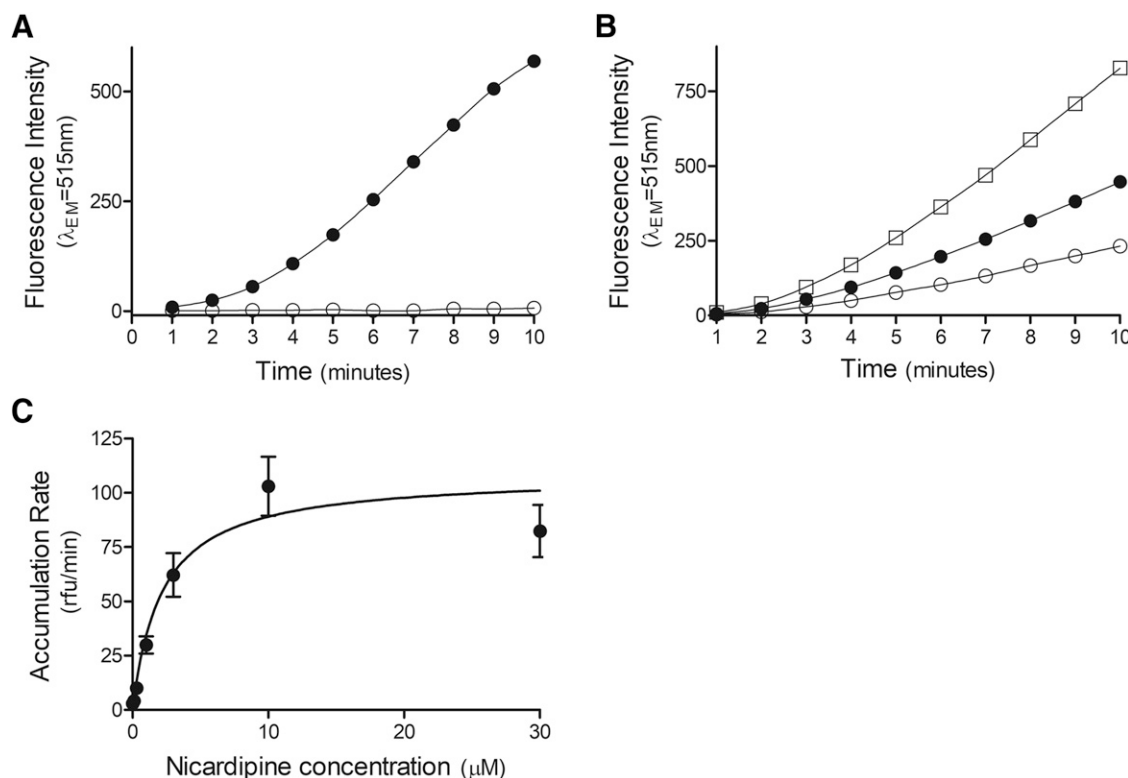 A
Fluorescence Intensity
(λEM=515nm)
500
250
0
0 1 2 3 4 5 6 7 8 9 10
Time (minutes)
B
Fluorescence Intensity
(λEM=515nm)
750
500
250
0
1 2 3 4 5 6 7 8 9 10
Time (minutes)
C
Accumulation Rate
(rfu/min)
125
100
75
50
25
0
0 10 20 30
Nicardipine concentration (μM)